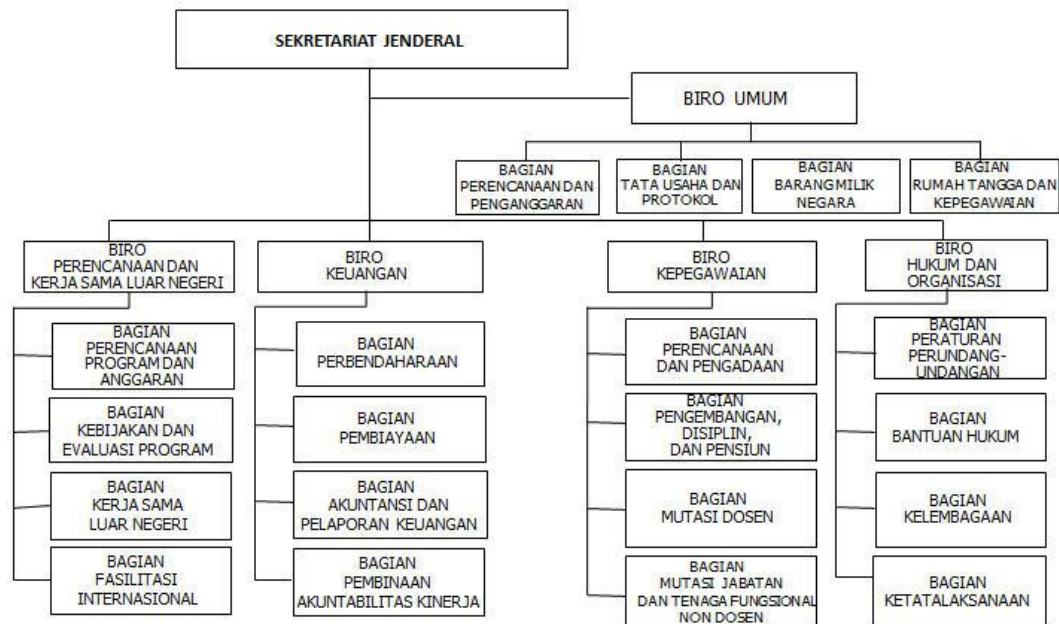 SEKRETARIAT JENDERAL
BIRO UMUM
BAGIAN
PERENCANAAN DAN
PENGANGGARAN
BAGIAN
TATA USAHA DAN
PROTOKOL
BAGIAN
BARANG MILIK
NEGARA
BAGIAN
RUMAH TANGGA DAN
KEPEGAWAIAN
BIRO
PERENCANAAN DAN
KERJA SAMA LUAR NEGERI
BAGIAN
PERENCANAAN
PROGRAM DAN
ANGGARAN
BAGIAN
KEBIJAKAN DAN
EVALUASI PROGRAM
BAGIAN
KERJA SAMA
LUAR NEGERI
BAGIAN
FASILITASI
INTERNASIONAL
BIRO
KEUANGAN
BAGIAN
PERBENDAHARAAN
BAGIAN
PEMBIAYAAN
BAGIAN
AKUNTANSI DAN
PELAPORAN KEUANGAN
BAGIAN
PEMBINAAN
AKUNTABILITAS KINERJA
BIRO
KEPEGAWAIAN
BAGIAN
PERENCANAAN
DAN PENGADAAN
BAGIAN
PENGEMBANGAN,
DISIPLIN,
DAN PENSIUN
BAGIAN
MUTASI DOSEN
BAGIAN
MUTASI JABATAN
DAN TENAGA FUNGSIONAL
NON DOSEN
BIRO
HUKUM DAN
ORGANISASI
BAGIAN
PERATURAN
PERUNDANG-
UNDANGAN
BAGIAN
BANTUAN HUKUM
BAGIAN
KELEMBAGAAN
BAGIAN
KETATALAKSANAAN